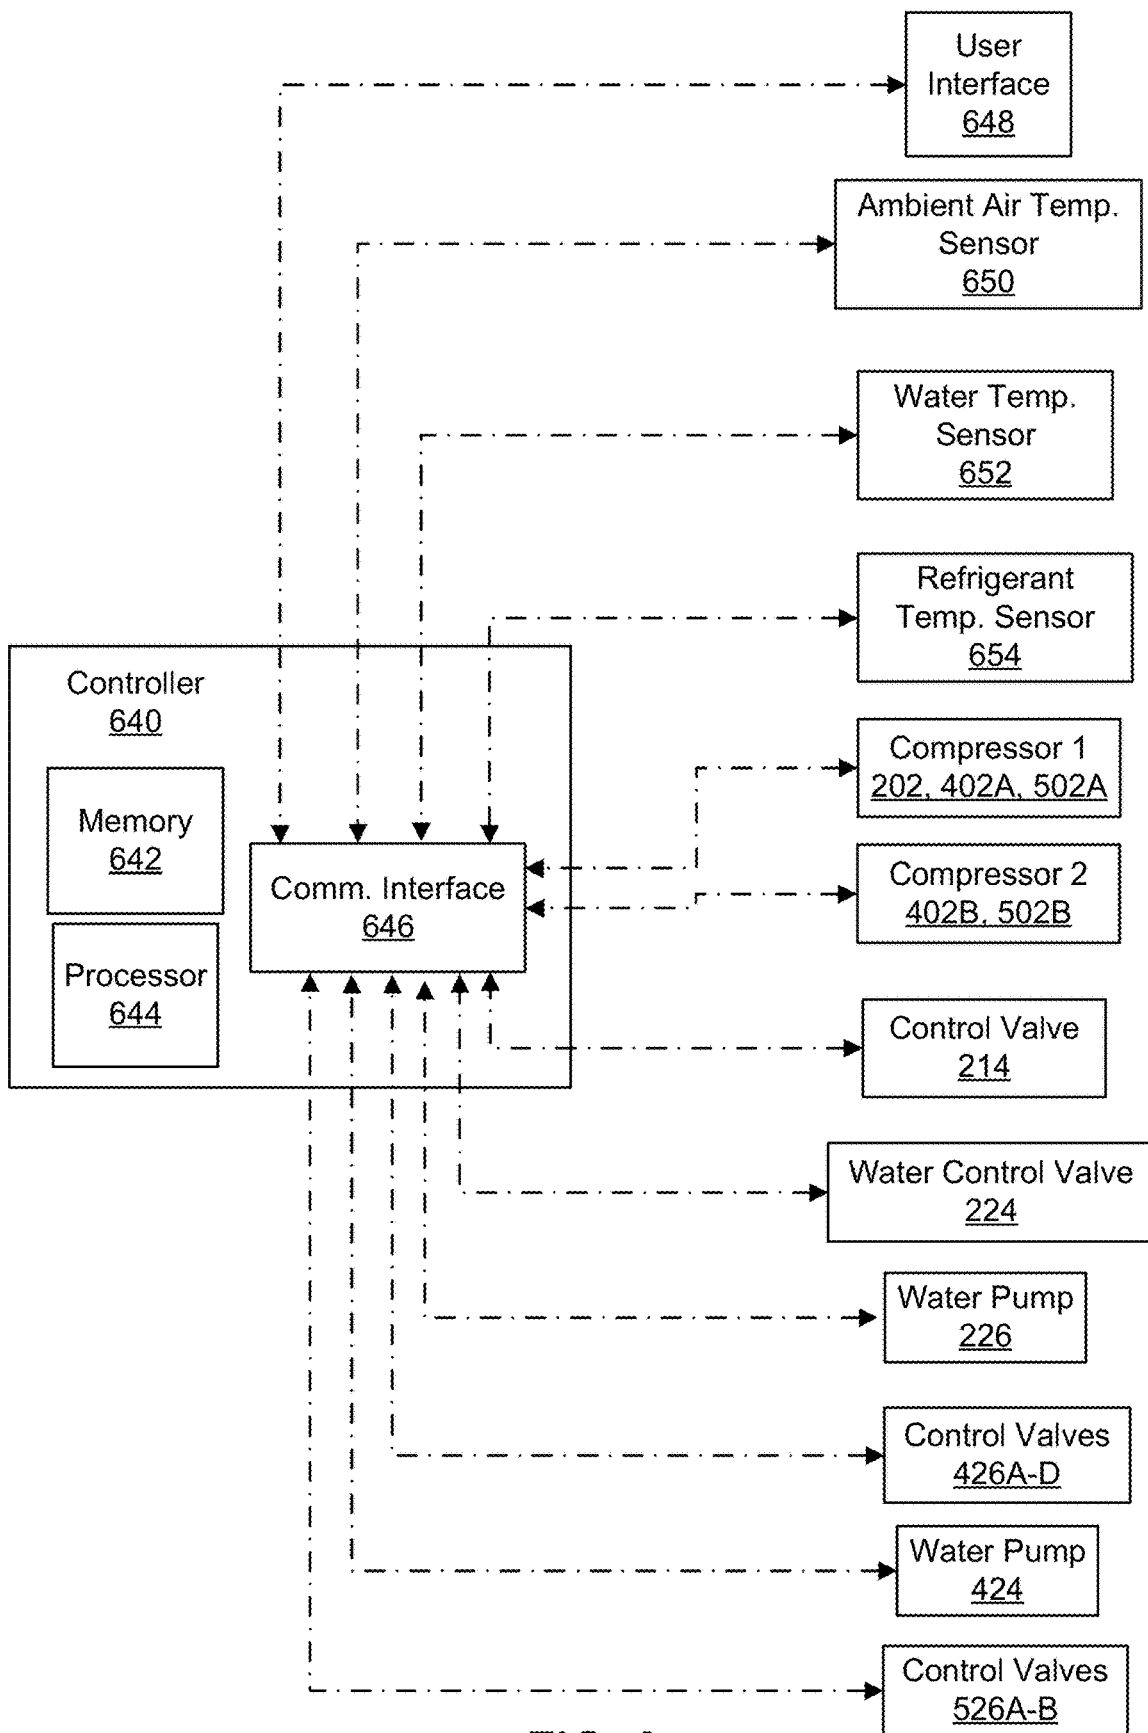 User
Interface
648
Ambient Air Temp.
Sensor
650
Water Temp.
Sensor
652
Refrigerant
Temp. Sensor
654
Controller
640
Memory
642
Processor
644
Comm. Interface
646
Compressor 1
202, 402A, 502A
Compressor 2
402B, 502B
Control Valve
214
Water Control Valve
224
Water Pump
226
Control Valves
426A-D
Water Pump
424
Control Valves
526A-B